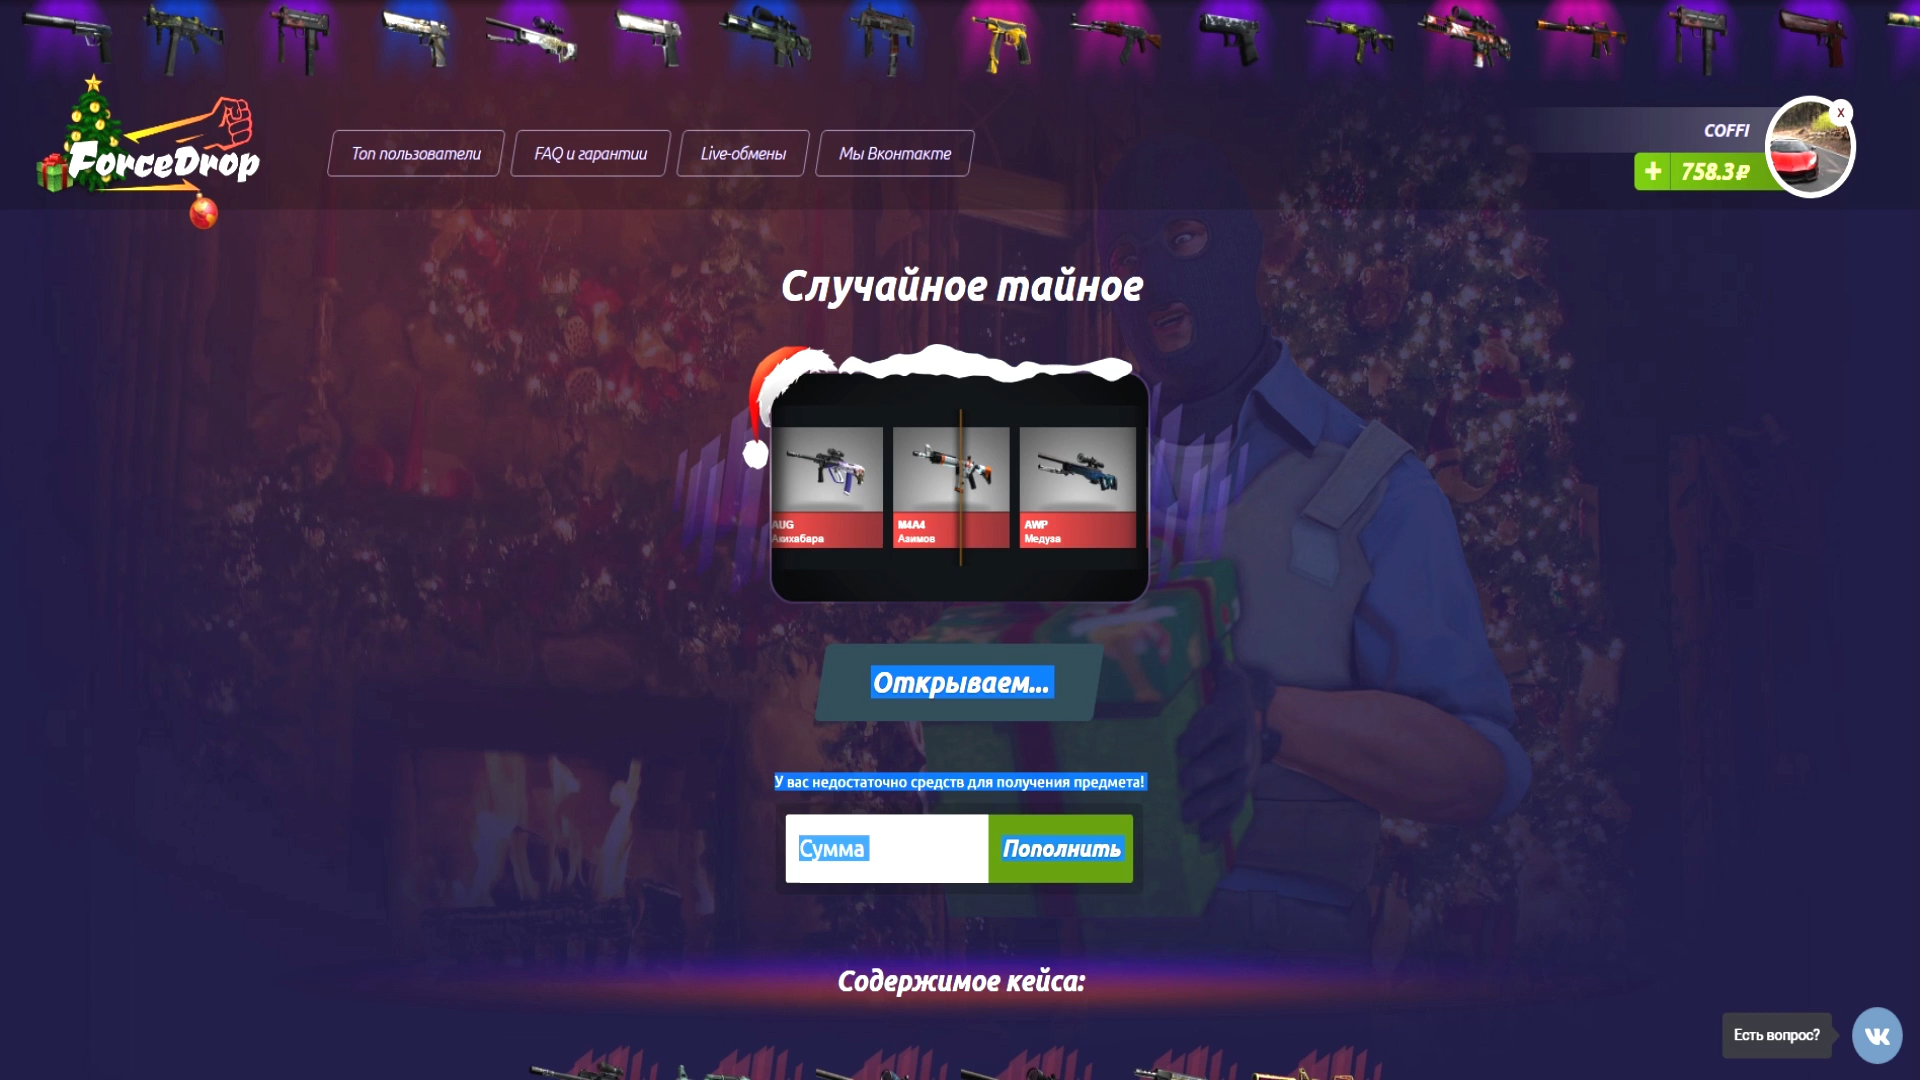 ForceDrop
Топ пользователи
FAQ и гарантии
Live-обмены
Мы Вконтакте
COFFI
X
+ 758.3₽
Случайное тайное
AUG
Акихабара
M4A4
Азимов
AWP
Медуза
Открываем...
У вас недостаточно средств для получения предмета!
Сумма
Пополнить
Содержимое кейса:
Есть вопрос?